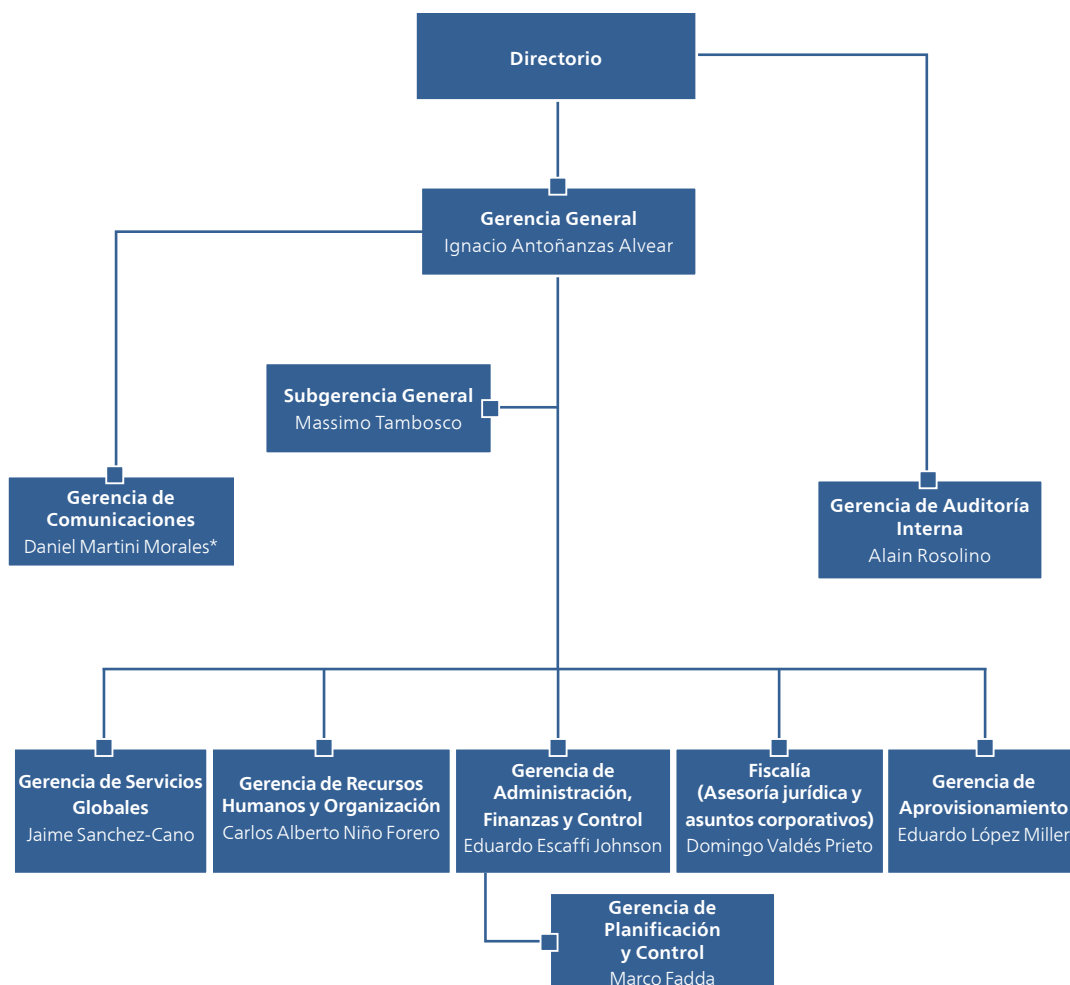 Directorio
Gerencia General
Ignacio Antoñanzas Alvear
Subgerencia General
Massimo Tambosco
Gerencia de
Comunicaciones
Daniel Martini Morales*
Gerencia de Auditoría
Interna
Alain Rosolino
Gerencia de Servicios
Globales
Jaime Sanchez-Cano
Gerencia de Recursos
Humanos y Organización
Carlos Alberto Niño Forero
Gerencia de
Administración,
Finanzas y Control
Eduardo Escaffi Johnson
Fiscalía
(Asesoría jurídica y
asuntos corporativos)
Domingo Valdés Prieto
Gerencia de
Aprovisionamiento
Eduardo López Miller
Gerencia de
Planificación
y Control
Marco Fadda